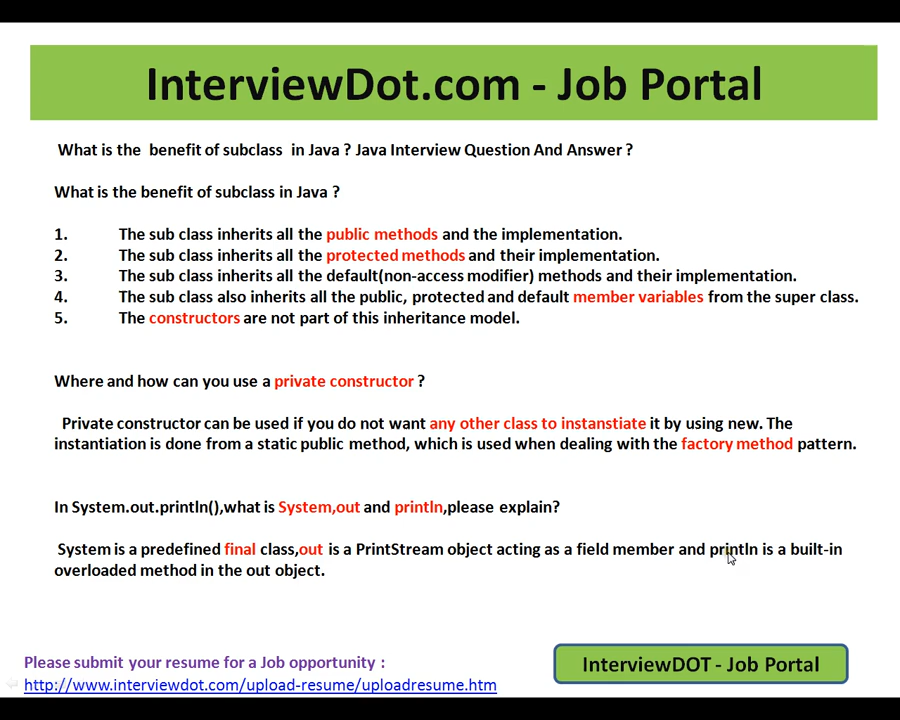 InterviewDot.com - Job Portal
What is the benefit of subclass in Java ? Java Interview Question And Answer ?
What is the benefit of subclass in Java ?
1. The sub class inherits all the public methods and the implementation.
2. The sub class inherits all the protected methods and their implementation.
3. The sub class inherits all the default(non-access modifier) methods and their implementation.
4. The sub class also inherits all the public, protected and default member variables from the super class.
5. The constructors are not part of this inheritance model.
Where and how can you use a private constructor ?
Private constructor can be used if you do not want any other class to instanstiate it by using new. The
instantiation is done from a static public method, which is used when dealing with the factory method pattern.
In System.out.println(),what is System,out and println,please explain?
System is a predefined final class,out is a PrintStream object acting as a field member and println is a built-in
overloaded method in the out object.
Please submit your resume for a Job opportunity :
http://www.interviewdot.com/upload-resume/uploadresume.htm
InterviewDOT - Job Portal